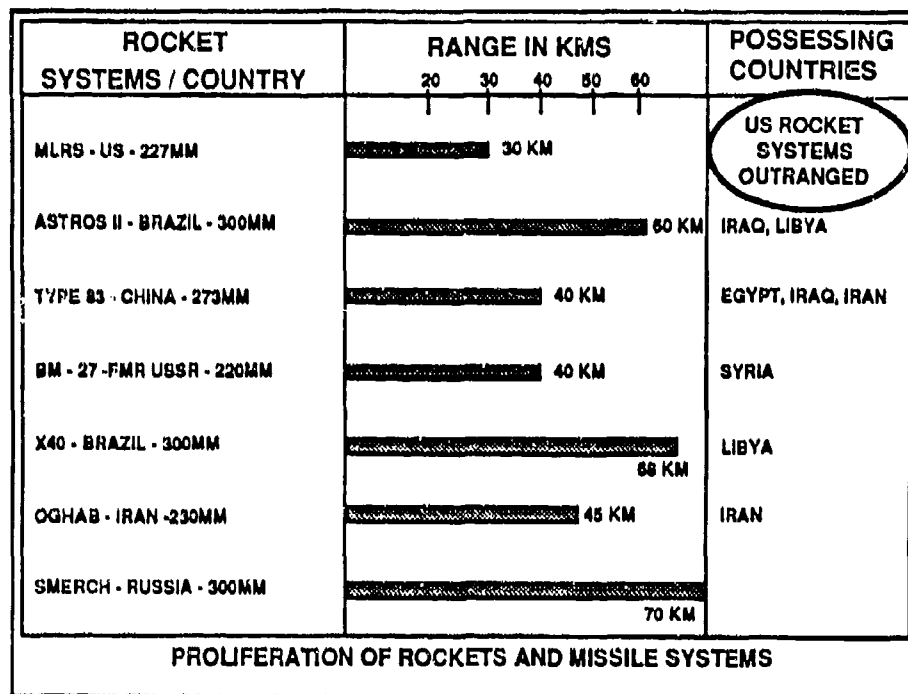 ROCKET
SYSTEMS / COUNTRY
RANGE IN KMS
20 30 40 50 60
POSSESSING
COUNTRIES
US ROCKET
SYSTEMS
OUTRANGED
MLRS - US - 227MM
30 KM
ASTROS II - BRAZIL - 300MM
60 KM
IRAQ, LIBYA
TYPE 83 - CHINA - 273MM
40 KM
EGYPT, IRAQ, IRAN
BM - 27 -FMR USSR - 220MM
40 KM
SYRIA
X40 - BRAZIL - 300MM
68 KM
LIBYA
OGHAB - IRAN -230MM
45 KM
IRAN
SMERCH - RUSSIA - 300MM
70 KM
PROLIFERATION OF ROCKETS AND MISSILE SYSTEMS